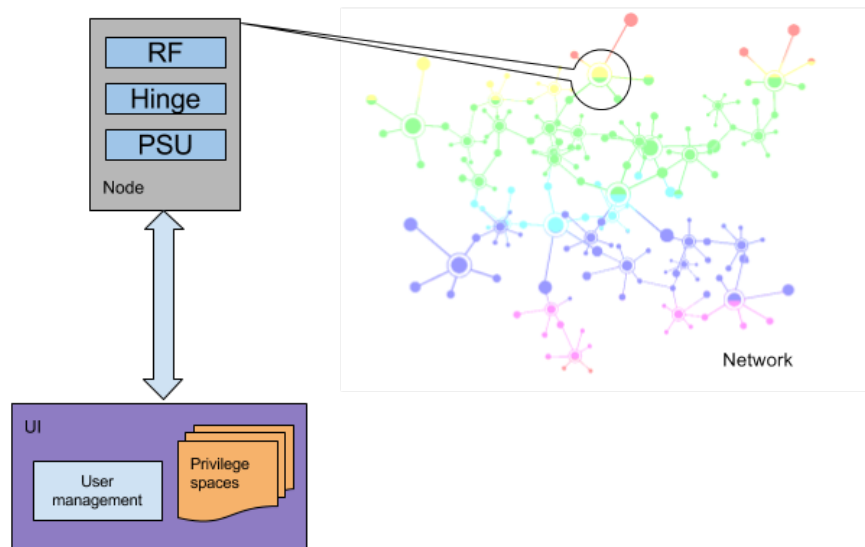 RF
Hinge
PSU
Node
Network
UI
User
management
Privilege
spaces